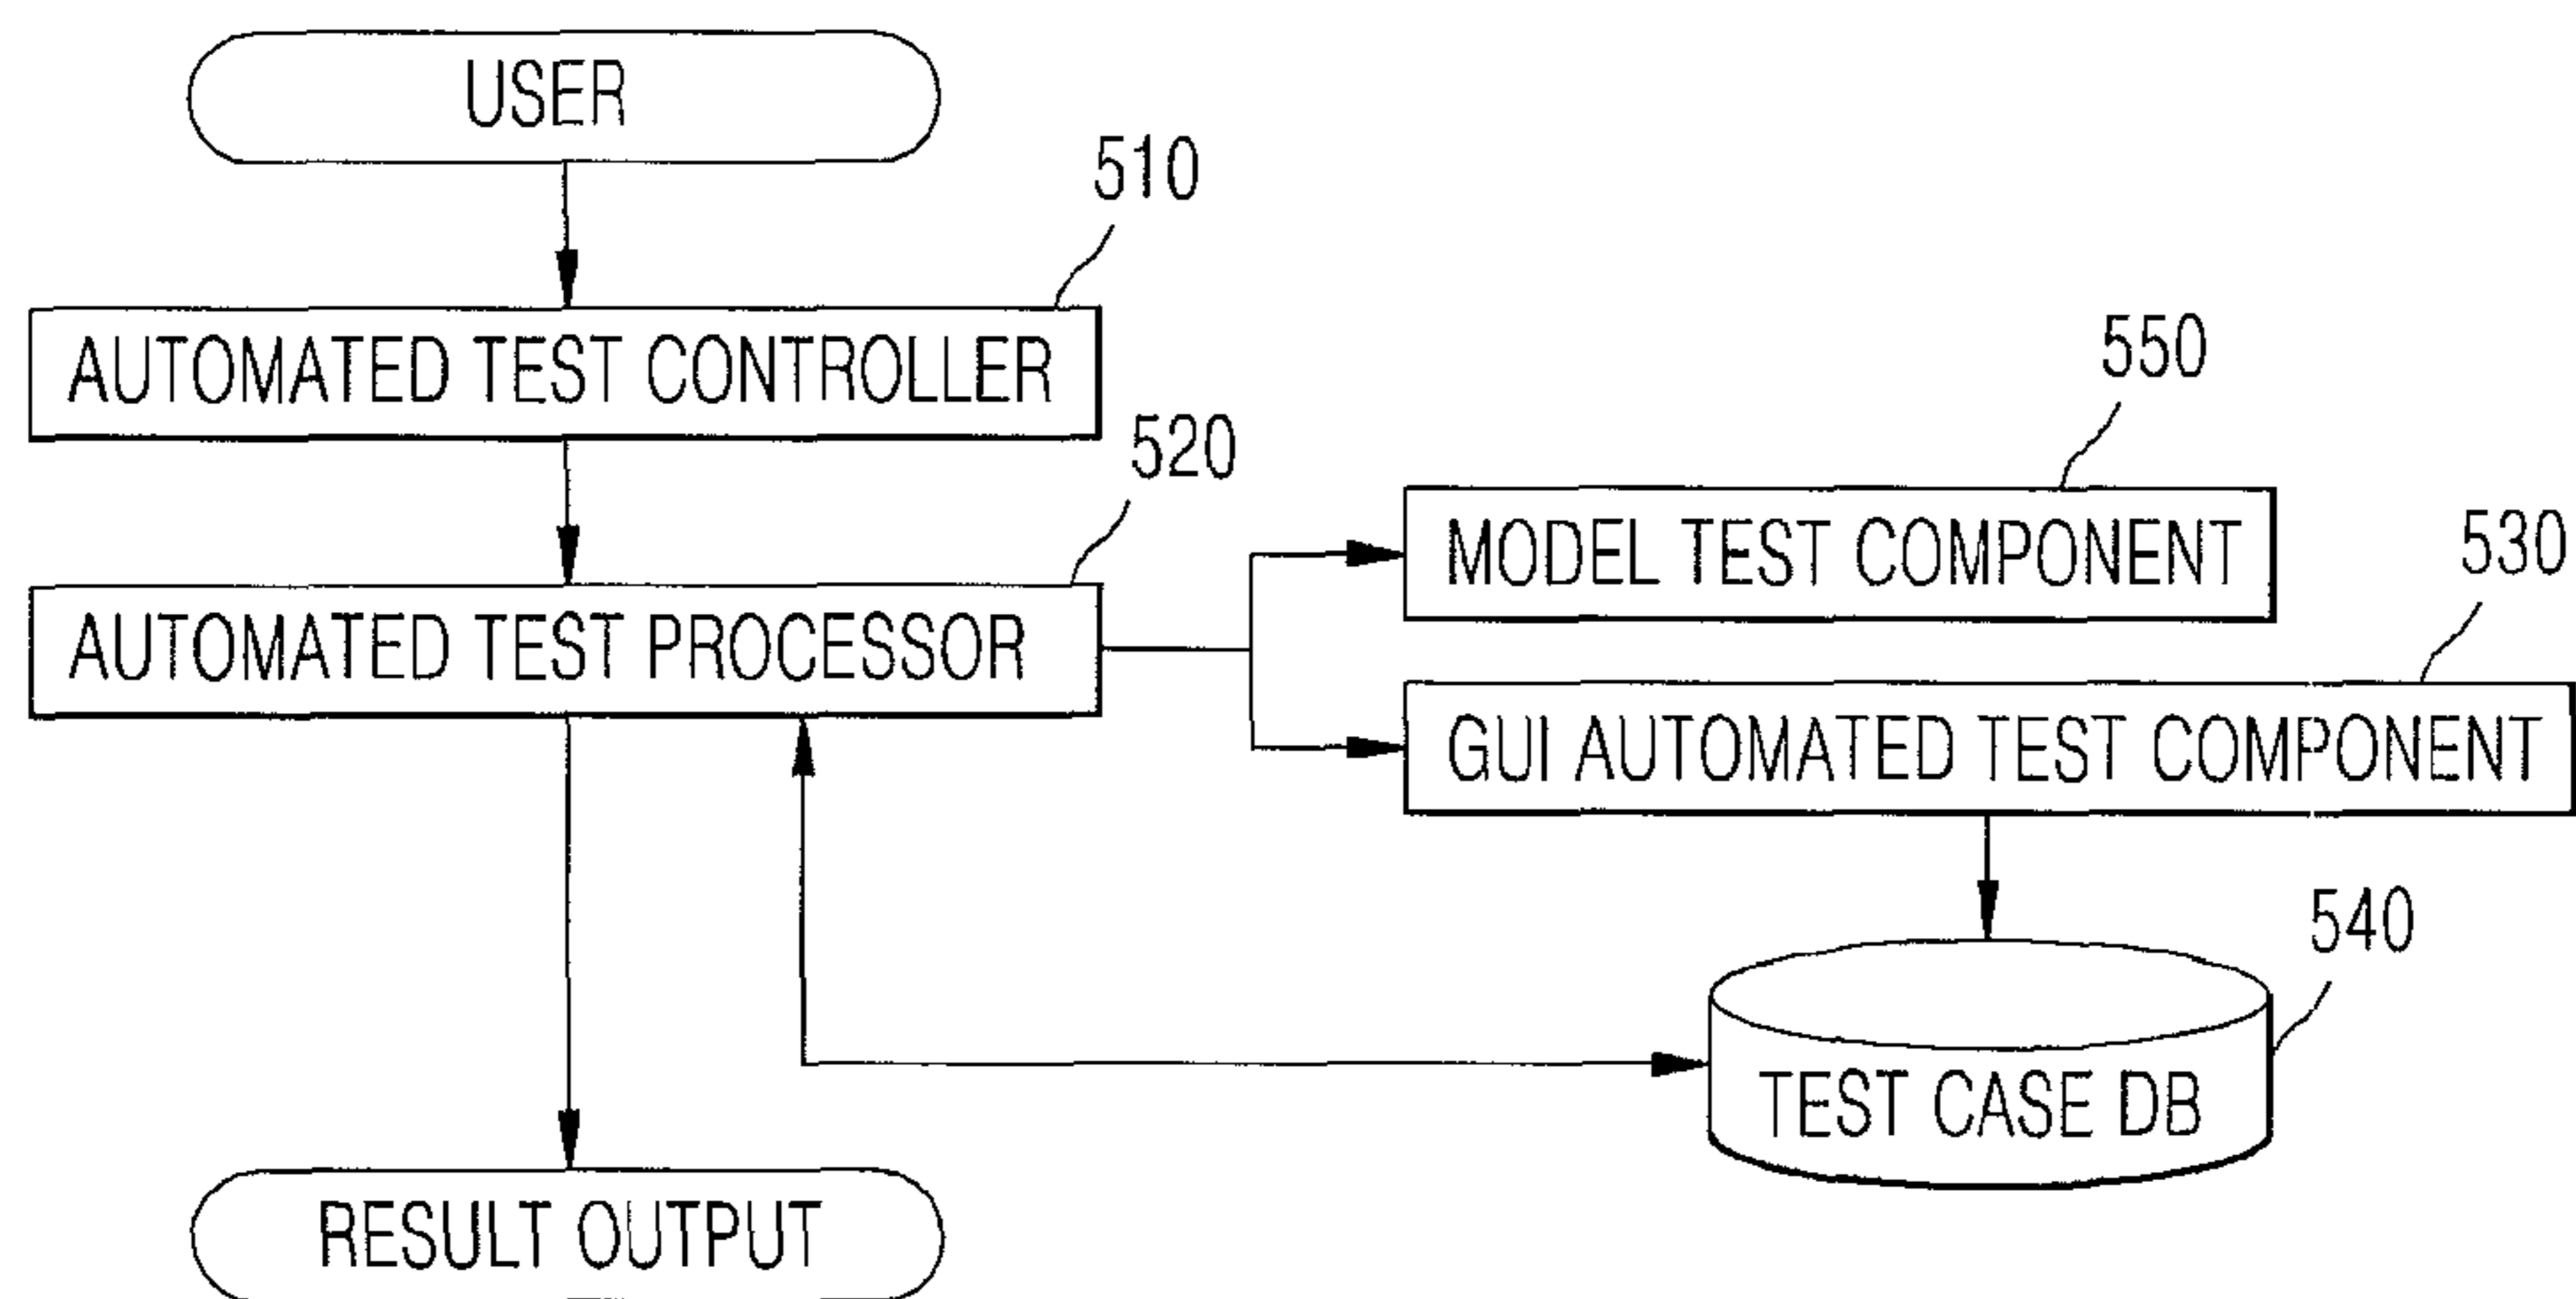 USER
510
AUTOMATED TEST CONTROLLER
550
520
MODEL TEST COMPONENT
530
AUTOMATED TEST PROCESSOR
GUI AUTOMATED TEST COMPONENT
540
TEST CASE DB
RESULT OUTPUT